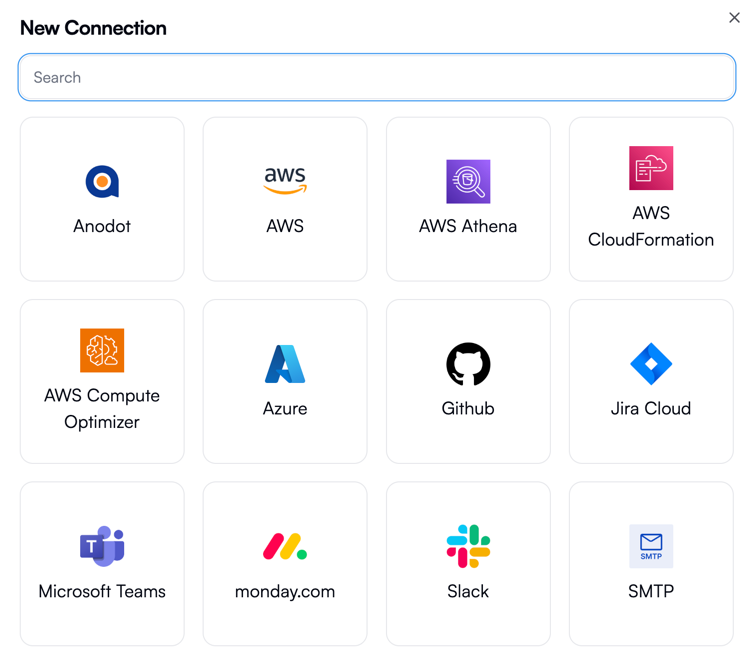 New Connection
Search
aws
Anodot
AWS
AWS Athena
AWS
CloudFormation
AWS Compute
Optimizer
Azure
Github
Jira Cloud
T
SMTP
Microsoft Teams
monday.com
Slack
SMTP